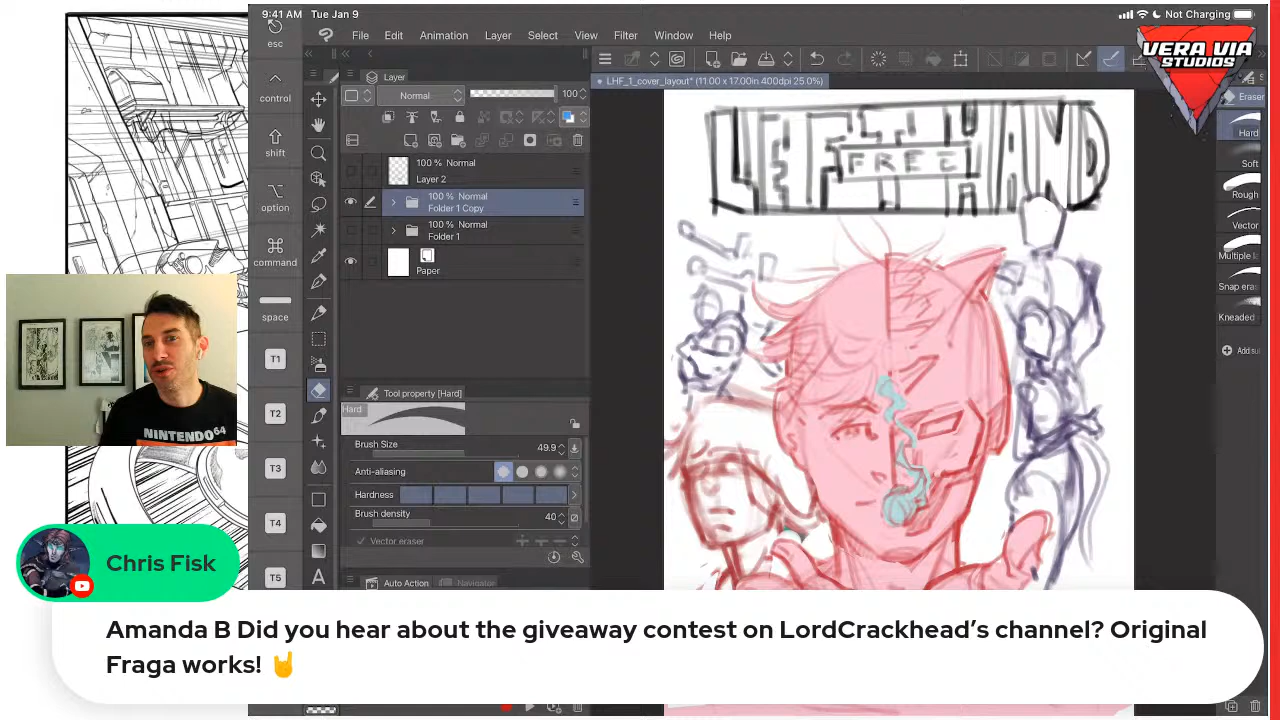 9:41 AM Tue Jan 9
Not Charging
esc
File Edit Animation Layer Select View Filter Window Help
VERA VIA
STUDIOS
LHF_1_cover_layout* (11.00 x 17.00in 400dpi 25.0%)
Layer
control
Normal
100
shift
100 % Normal
Layer 2
option
100 % Normal
Folder 1 Copy
100 % Normal
Folder 1
command
Paper
space
T1
T2
T3
T4
T5
Tool property [Hard]
Hard
Brush Size
49.9
Anti-aliasing
Hardness
Brush density
40
Vector eraser
Auto Action
Navigator
Eraser
Hard
Soft
Rough
Vector
Multiple
Snap eras
Kneaded
Add su
FREE
NINTENDO 64
Chris Fisk
Amanda B Did you hear about the giveaway contest on LordCrackhead’s channel? Original
Fraga works! 🤘